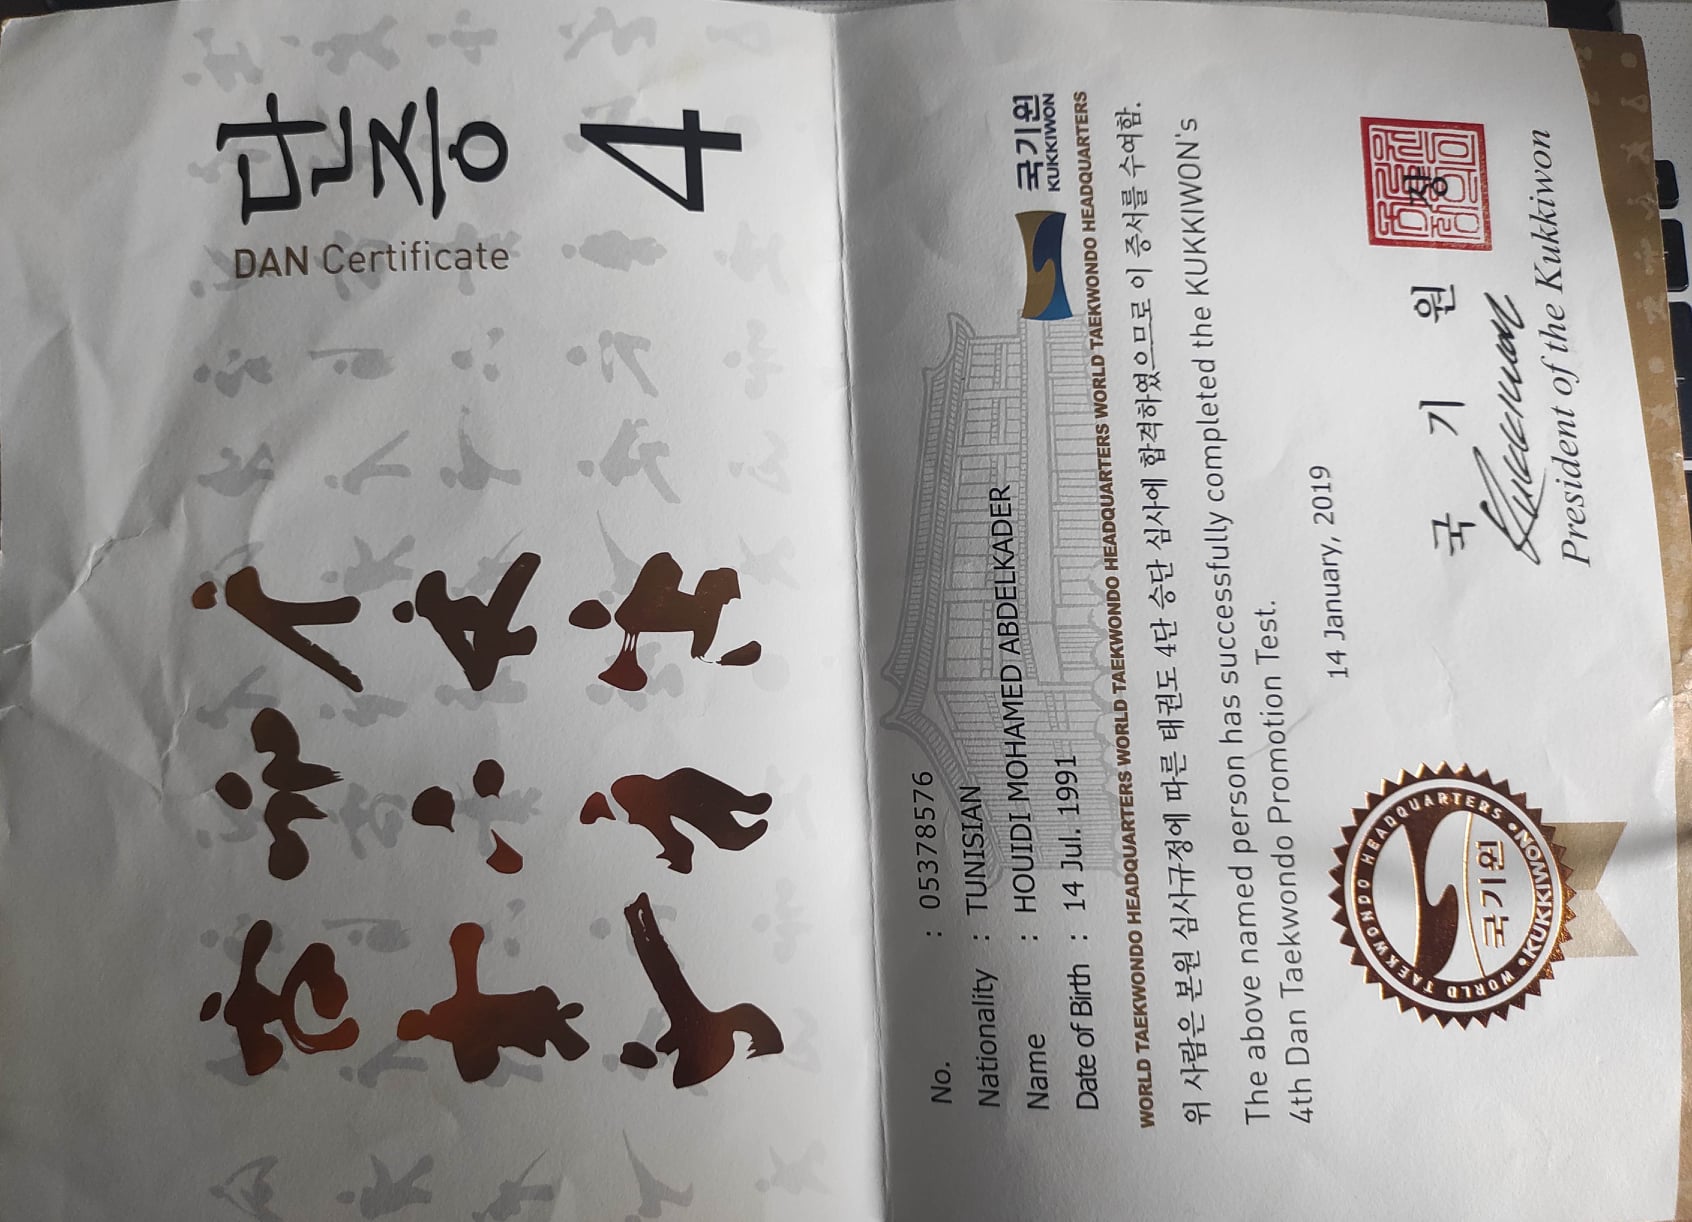 단증
DAN Certificate
4
국기원
KUKKIWON
No. : 05378576
Nationality : TUNISIAN
Name : HOUIDI MOHAMED ABDELKADER
Date of Birth : 14 Jul. 1991
WORLD TAEKWONDO HEADQUARTERS WORLD TAEKWONDO HEADQUARTERS WORLD TAEKWONDO HEADQUARTERS WORLD TAEKWONDO HEADQUARTERS
위 사람은 본원 심사규정에 따른 태권도 4단 승단 심사에 합격하였으므로 이 증서를 수여함.
The above named person has successfully completed the KUKKIWON's
4th Dan Taekwondo Promotion Test.
14 January, 2019
국 기 원 장
President of the Kukkiwon
WORLD TAEKWONDO HEADQUARTERS
국기원
•KUKKIWON•